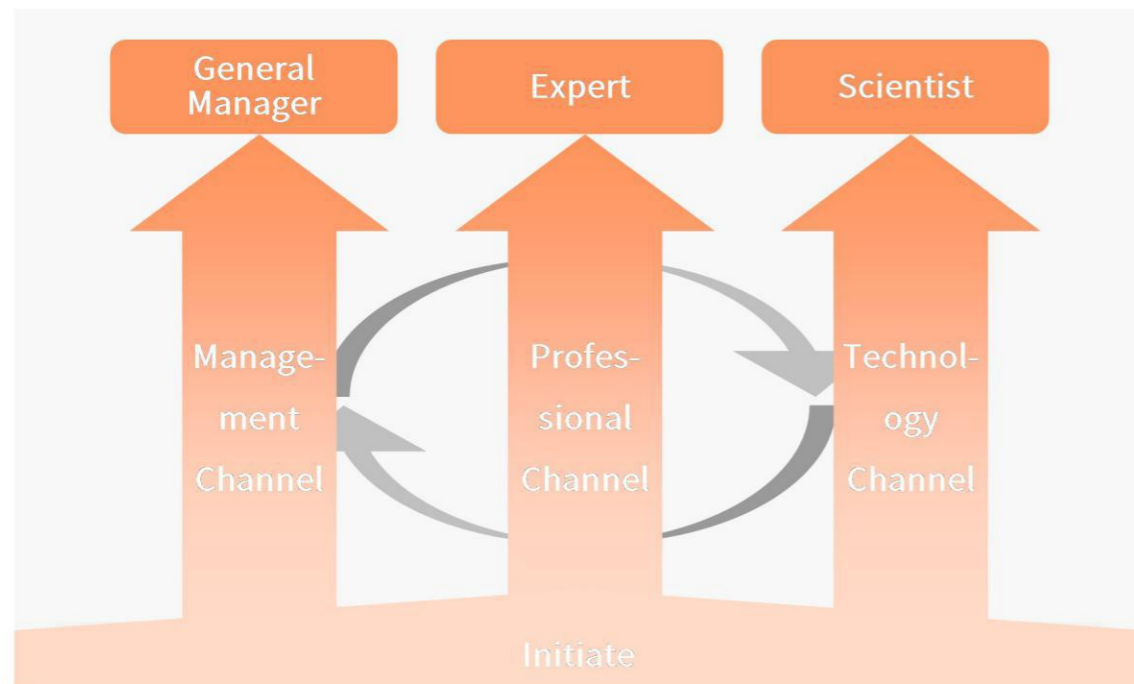 General
Manager
Expert
Scientist
Manage-
ment
Channel
Profes-
sional
Channel
Technol-
ogy
Channel
Initiate